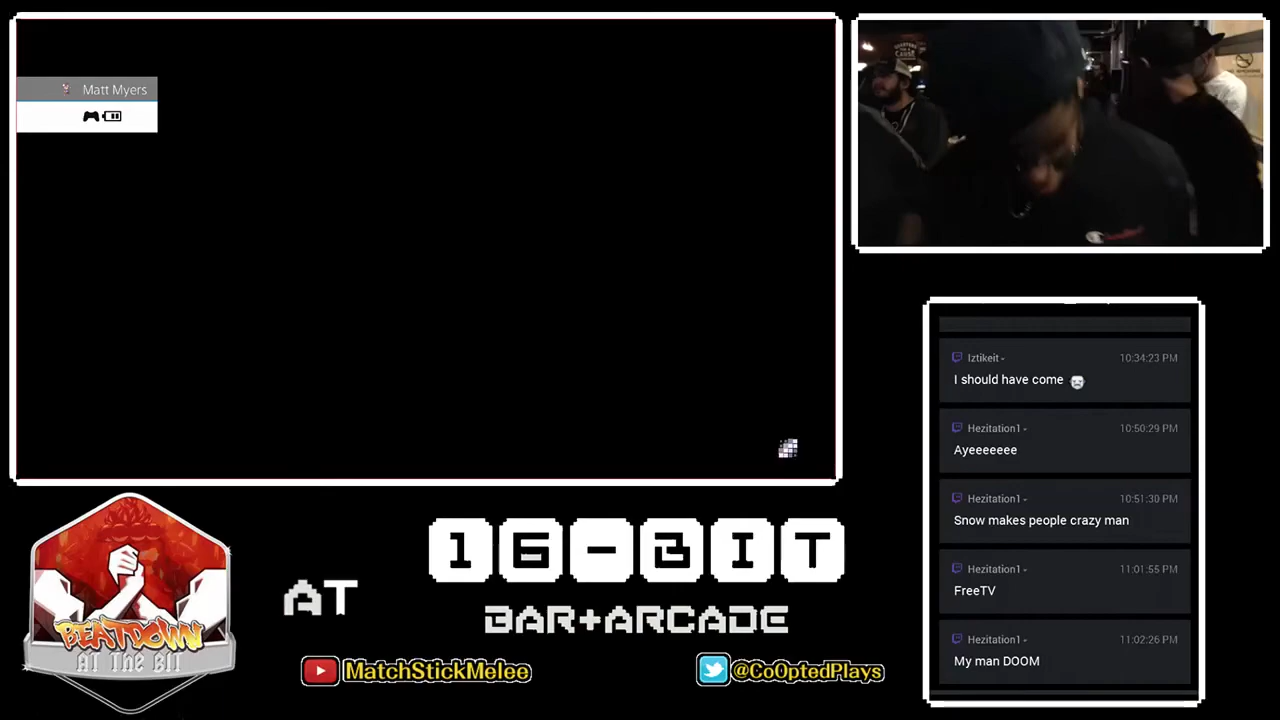 Matt Myers
CAUSE
Iztikeit
10:34:23 PM
I should have come
Hezitation1
10:50:29 PM
Ayeeeeeee
Hezitation1
10:51:30 PM
Snow makes people crazy man
Hezitation1
11:01:55 PM
FreeTV
Hezitation1
11:02:26 PM
My man DOOM
BEATDOWN
AT THE BIT
AT
16-BIT
BAR+ARCADE
MatchStickMelee
@CoOptedPlays